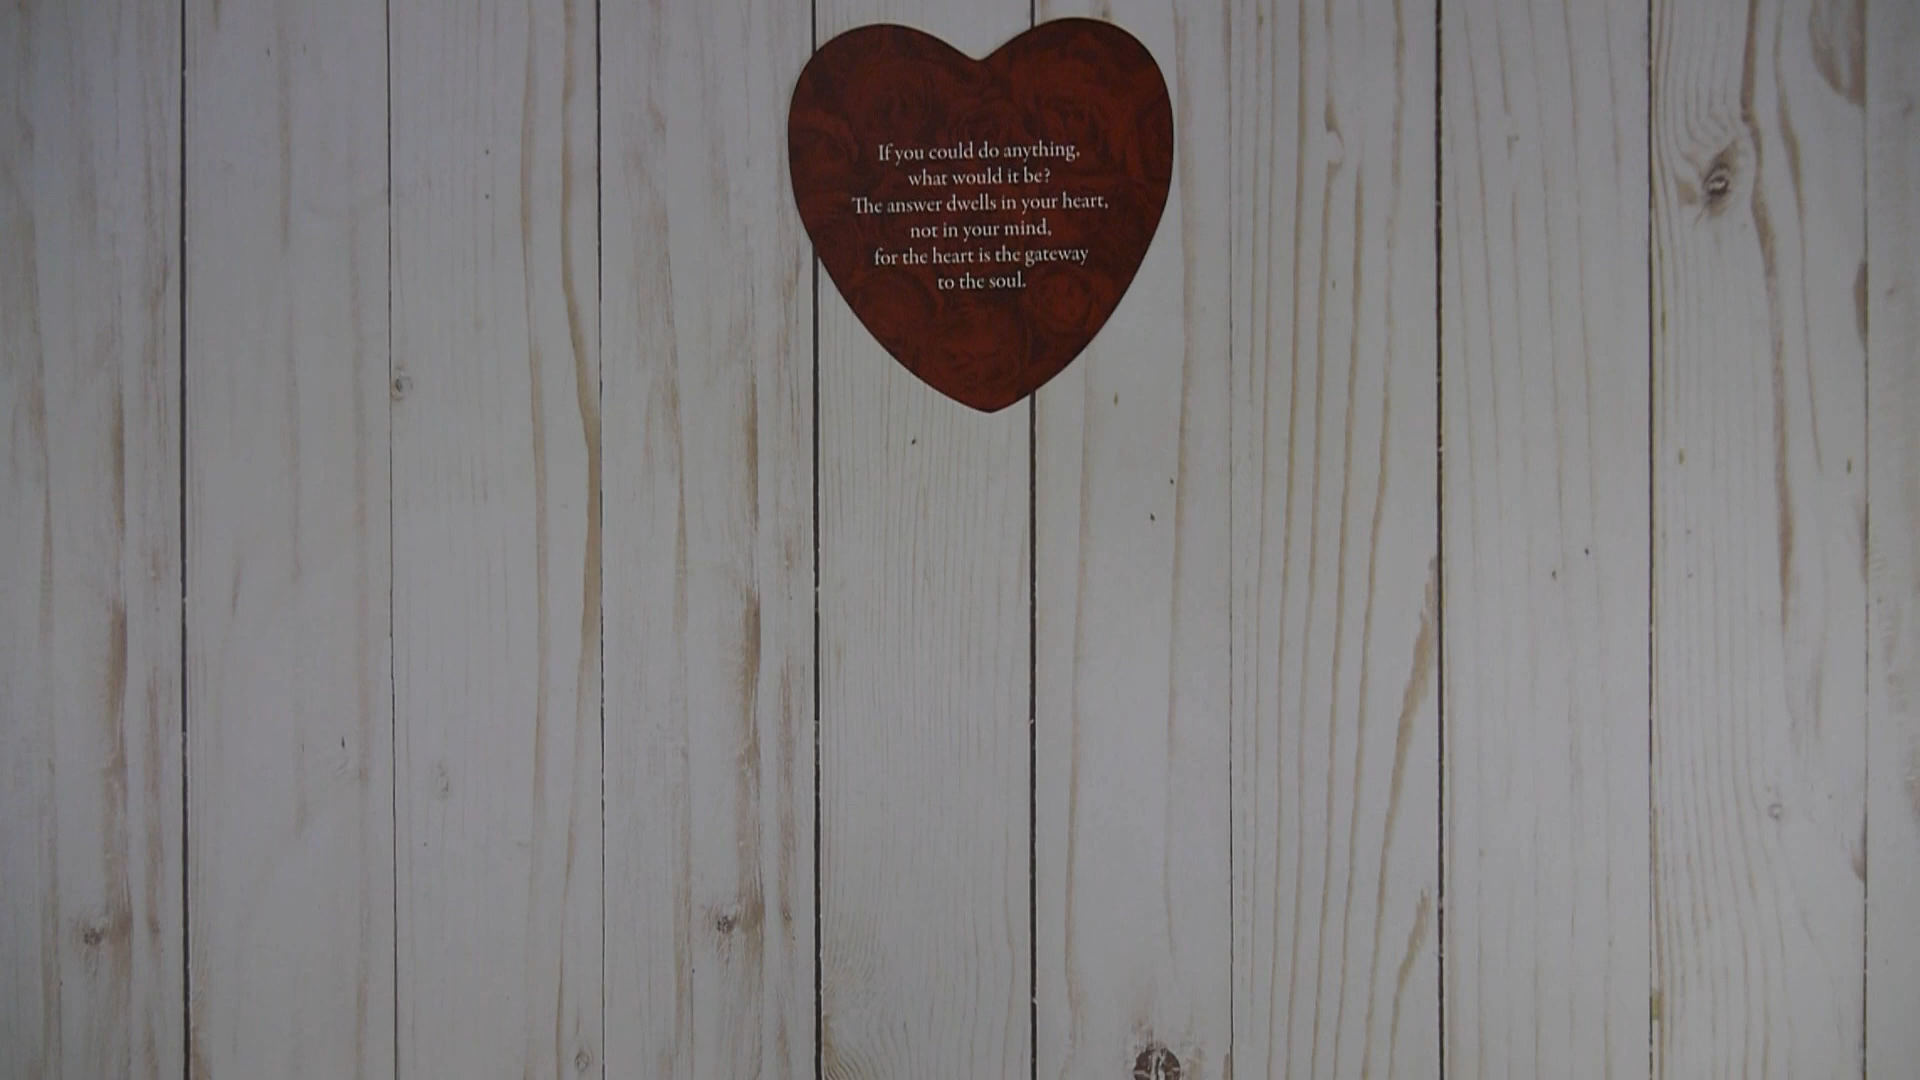 If you could do anything,
what would it be?
The answer dwells in your heart,
not in your mind,
for the heart is the gateway
to the soul.